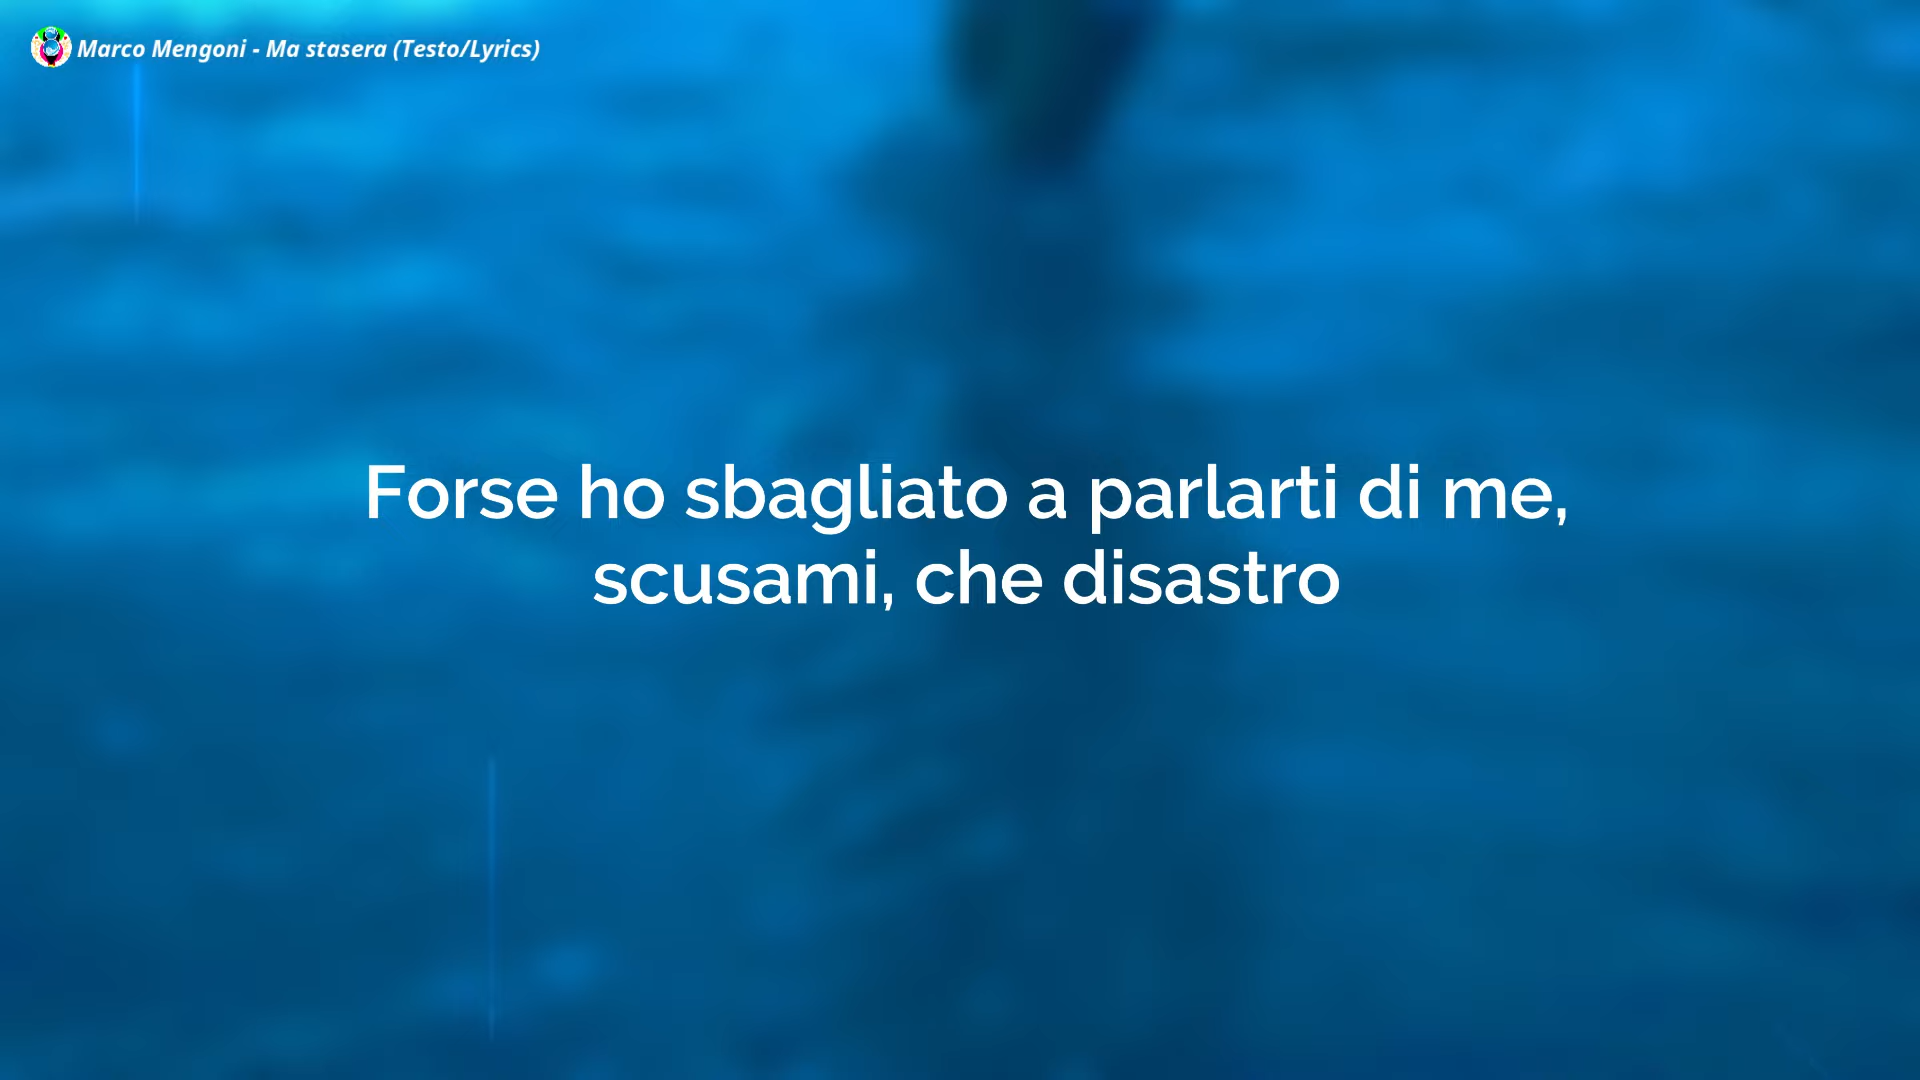 Marco Mengoni - Ma stasera (Testo/Lyrics)
Forse ho sbagliato a parlarti di me,
scusami, che disastro